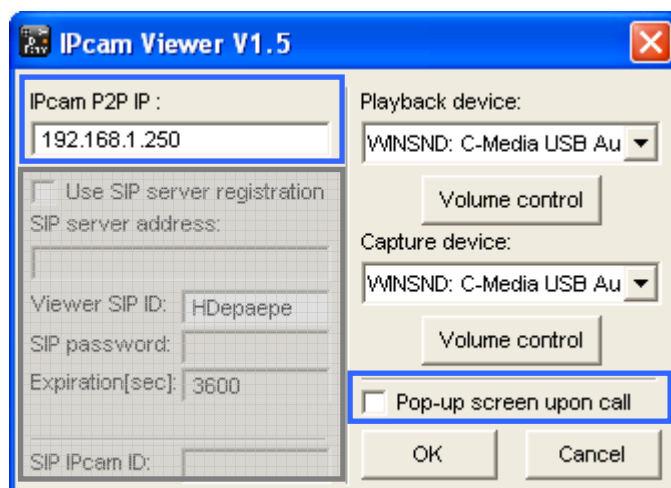 IPcam Viewer V1.5
IPcam P2P IP :
192.168.1.250
Use SIP server registration
SIP server address:
Viewer SIP ID: HDepaepe
SIP password:
Expiration[sec]: 3600
SIP IPcam ID:
Playback device:
WINSND: C-Media USB Au
Volume control
Capture device:
WINSND: C-Media USB Au
Volume control
Pop-up screen upon call
OK Cancel